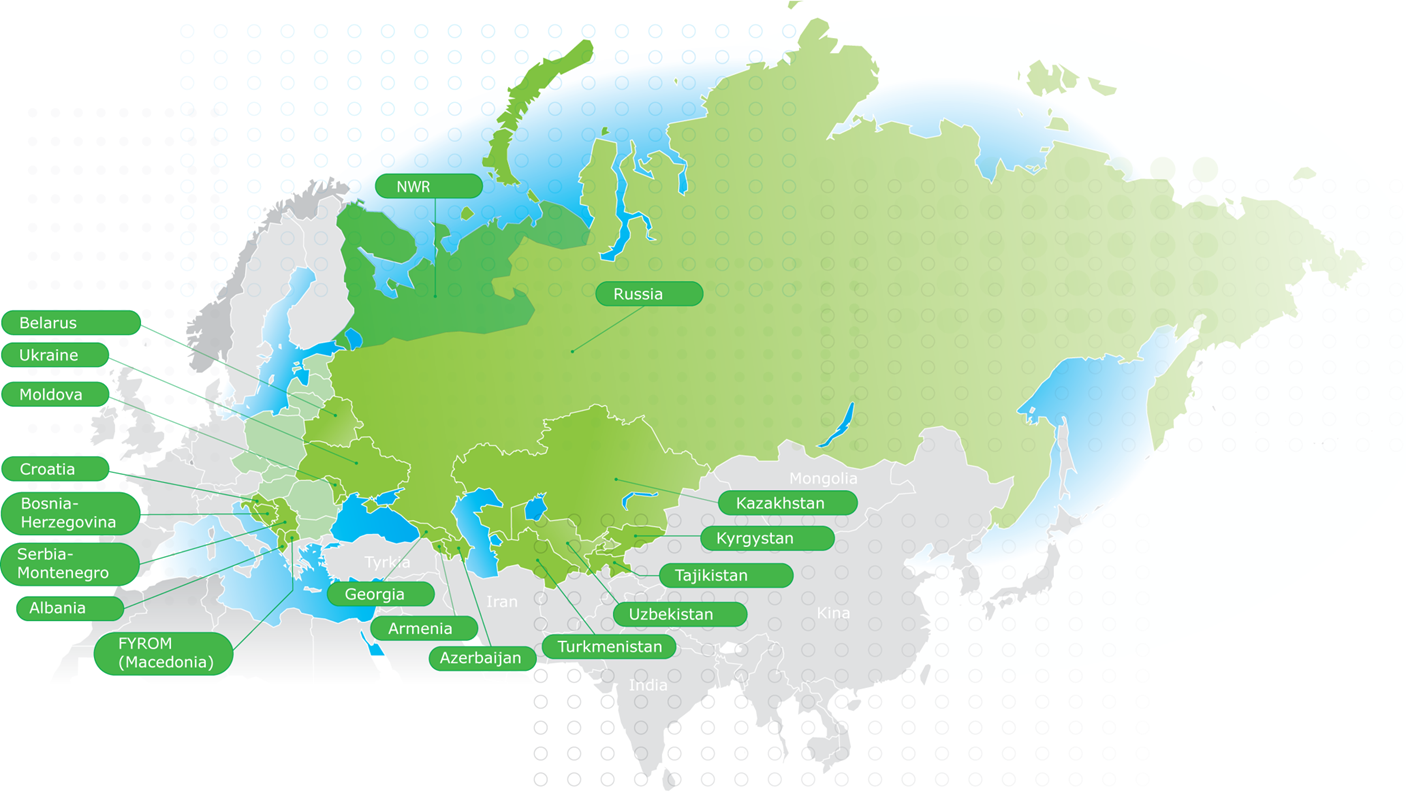 NWR
Russia
Belarus
Ukraine
Moldova
Croatia
Bosnia-
Herzegovina
Serbia-
Montenegro
Albania
FYROM
(Macedonia)
Tyrkia
Georgia
Armenia
Azerbaijan
Iran
Turkmenistan
Uzbekistan
Tajikistan
Kyrgystan
Kazakhstan
Mongolia
Kina
India